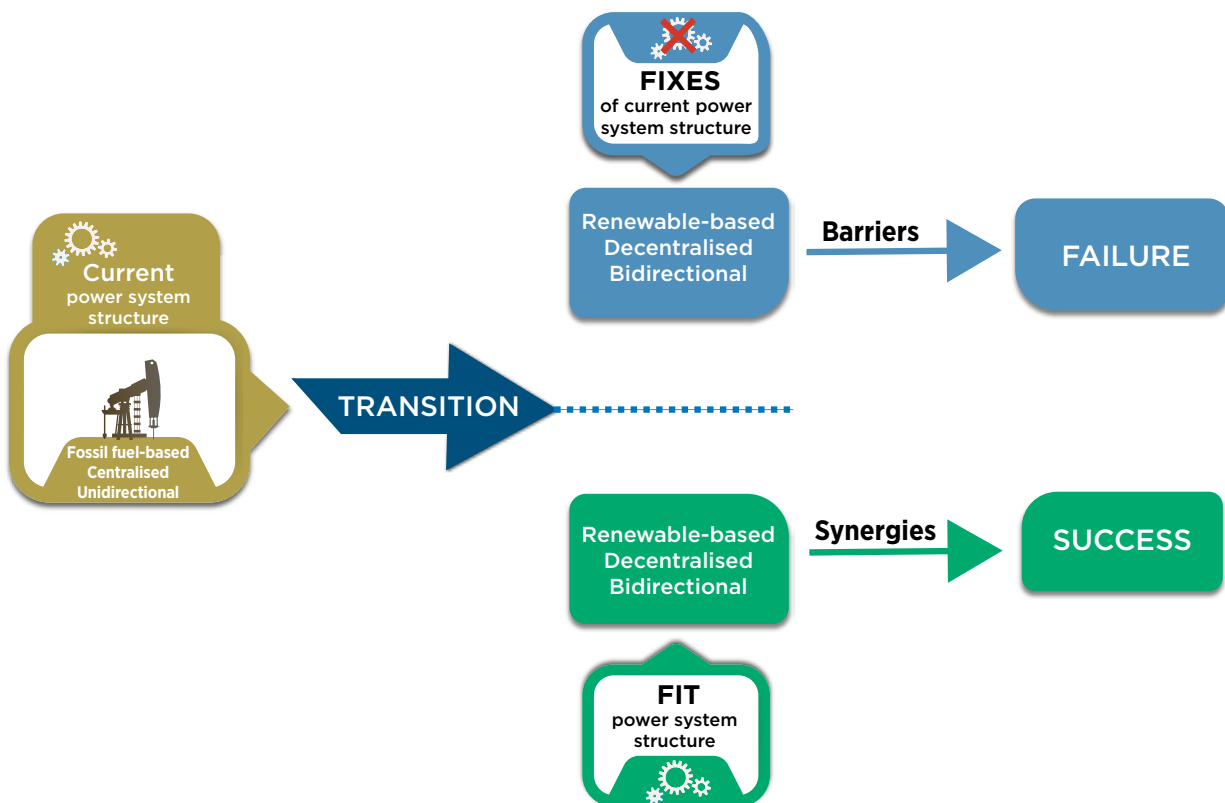 Current
power system
structure
Fossil fuel-based
Centralised
Unidirectional
TRANSITION
FIXES
of current power
system structure
Renewable-based
Decentralised
Bidirectional
Barriers
FAILURE
Renewable-based
Decentralised
Bidirectional
Synergies
SUCCESS
FIT
power system
structure